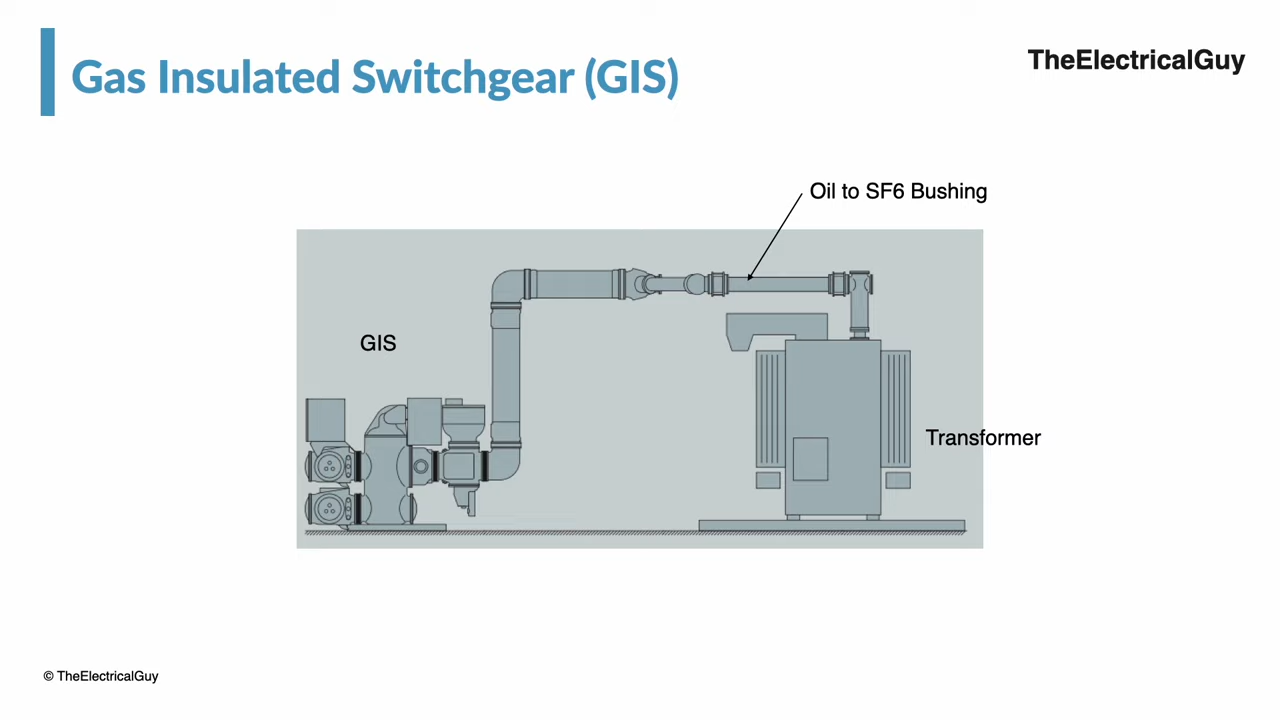 Gas Insulated Switchgear (GIS)
TheElectricalGuy
Oil to SF6 Bushing
GIS
Transformer
© TheElectricalGuy